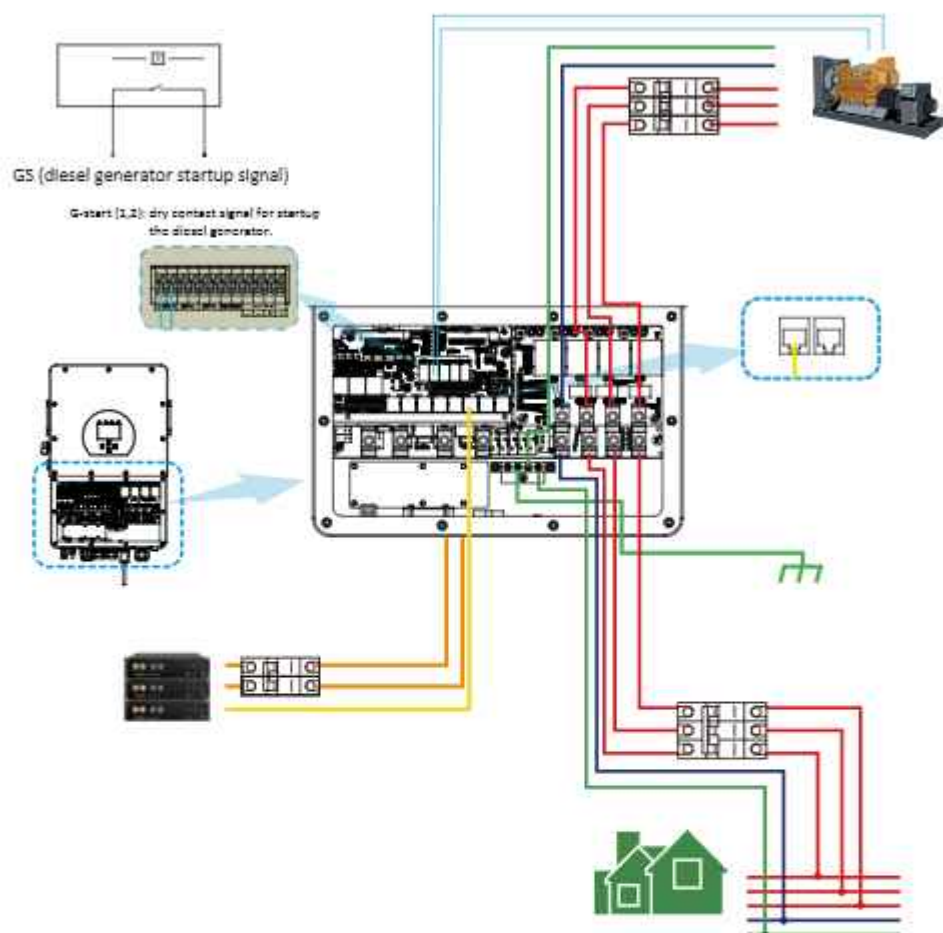 GS (diesel generator startup signal)
G-start (1,2): dry contact signal for startup
the diesel generator.